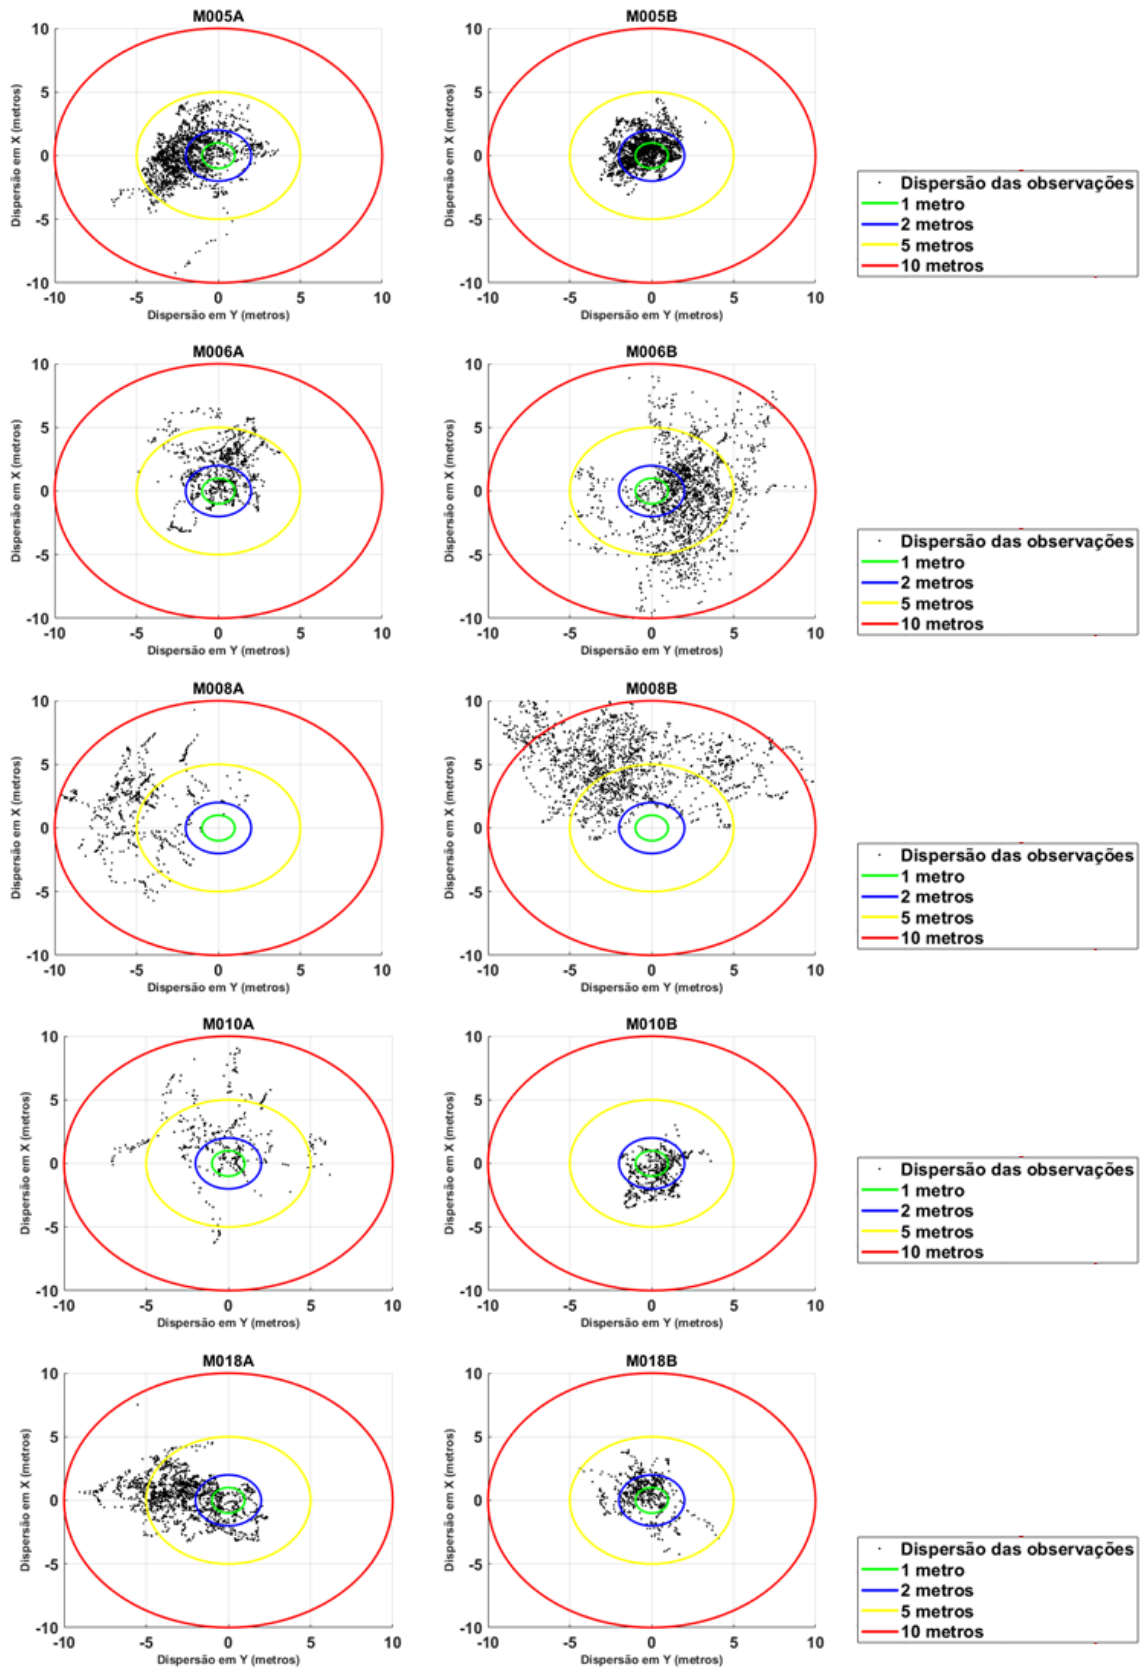 M005A
10
5
0
-5
-10
-10 -5 0 5 10
Dispersão em X (metros)
Dispersão em Y (metros)
M005B
10
5
0
-5
-10
-10 -5 0 5 10
Dispersão em X (metros)
Dispersão em Y (metros)
Dispersão das observações
1 metro
2 metros
5 metros
10 metros
M006A
10
5
0
-5
-10
-10 -5 0 5 10
Dispersão em X (metros)
Dispersão em Y (metros)
M006B
10
5
0
-5
-10
-10 -5 0 5 10
Dispersão em X (metros)
Dispersão em Y (metros)
Dispersão das observações
1 metro
2 metros
5 metros
10 metros
M008A
10
5
0
-5
-10
-10 -5 0 5 10
Dispersão em X (metros)
Dispersão em Y (metros)
M008B
10
5
0
-5
-10
-10 -5 0 5 10
Dispersão em X (metros)
Dispersão em Y (metros)
Dispersão das observações
1 metro
2 metros
5 metros
10 metros
M010A
10
5
0
-5
-10
-10 -5 0 5 10
Dispersão em X (metros)
Dispersão em Y (metros)
M010B
10
5
0
-5
-10
-10 -5 0 5 10
Dispersão em X (metros)
Dispersão em Y (metros)
Dispersão das observações
1 metro
2 metros
5 metros
10 metros
M018A
10
5
0
-5
-10
-10 -5 0 5 10
Dispersão em X (metros)
Dispersão em Y (metros)
M018B
10
5
0
-5
-10
-10 -5 0 5 10
Dispersão em X (metros)
Dispersão em Y (metros)
Dispersão das observações
1 metro
2 metros
5 metros
10 metros